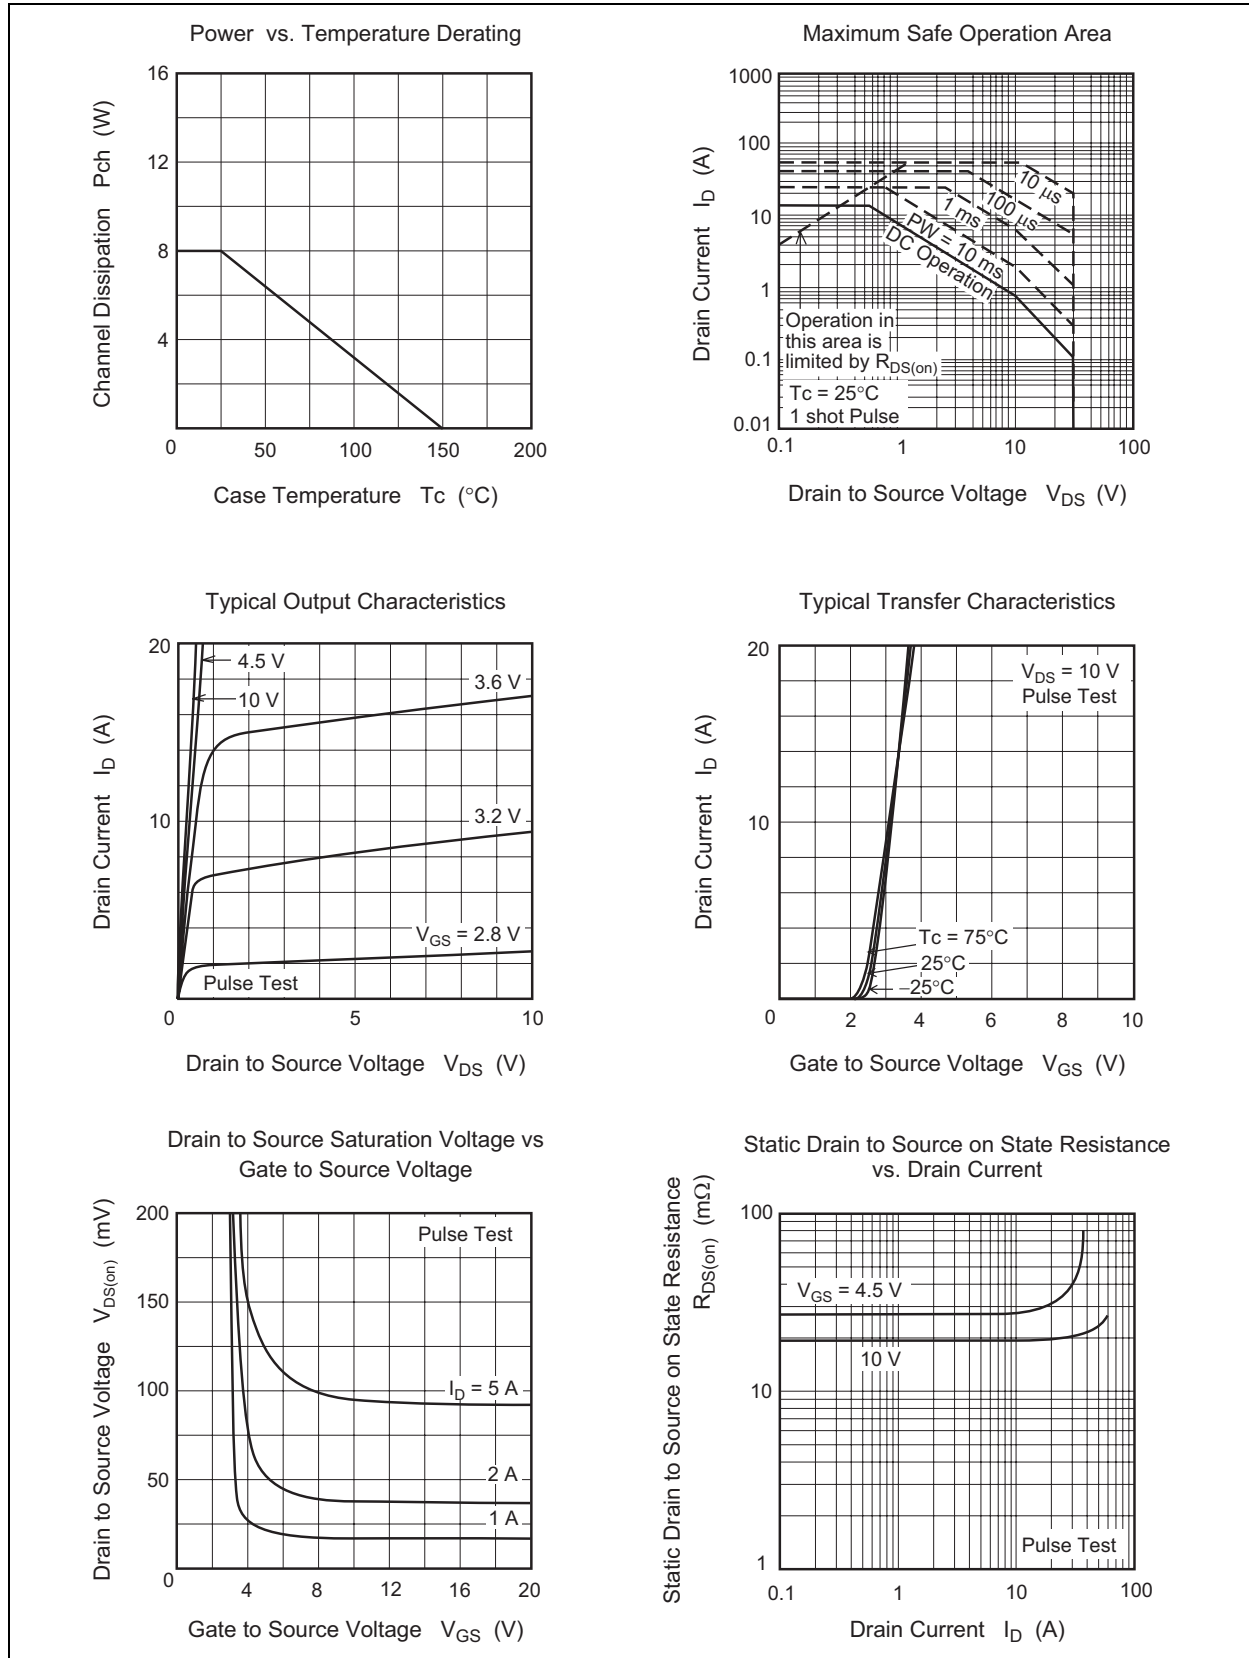 Power vs. Temperature Derating
16
12
8
4
0
50
100
150
200
Channel Dissipation Pch (W)
Case Temperature Tc (°C)
Maximum Safe Operation Area
1000
100
10
1
0.1
0.01
0.1
1
10
100
Drain Current I_D (A)
10 μs
100 μs
1 ms
PW = 10 ms
DC Operation
Operation in
this area is
limited by R_DS(on)
Tc = 25°C
1 shot Pulse
Drain to Source Voltage V_DS (V)
Typical Output Characteristics
20
10
0
5
10
Drain Current I_D (A)
4.5 V
10 V
3.6 V
3.2 V
V_GS = 2.8 V
Pulse Test
Drain to Source Voltage V_DS (V)
Typical Transfer Characteristics
20
10
0
2
4
6
8
10
Drain Current I_D (A)
V_DS = 10 V
Pulse Test
Tc = 75°C
25°C
–25°C
Gate to Source Voltage V_GS (V)
Drain to Source Saturation Voltage vs
Gate to Source Voltage
200
150
100
50
0
4
8
12
16
20
Drain to Source Voltage V_DS(on) (mV)
Pulse Test
I_D = 5 A
2 A
1 A
Gate to Source Voltage V_GS (V)
Static Drain to Source on State Resistance
vs. Drain Current
100
10
1
0.1
1
10
100
Static Drain to Source on State Resistance
R_DS(on) (mΩ)
V_GS = 4.5 V
10 V
Pulse Test
Drain Current I_D (A)